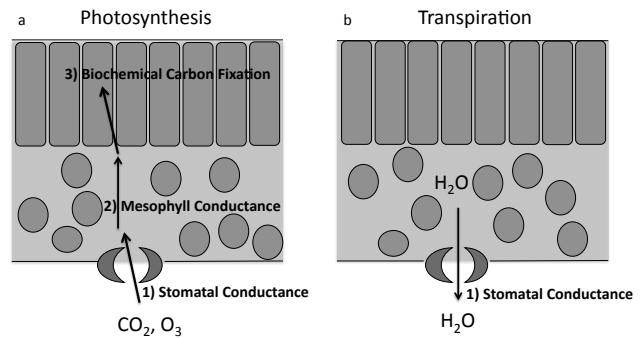 a
Photosynthesis
3) Biochemical Carbon Fixation
2) Mesophyll Conductance
1) Stomatal Conductance
CO₂, O₃
b
Transpiration
H₂O
1) Stomatal Conductance
H₂O